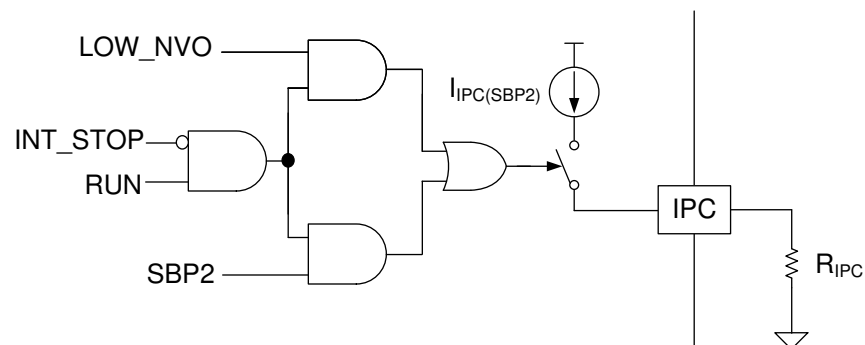 LOW_NVO
I_IPC(SBP2)
INT_STOP
RUN
IPC
SBP2
R_IPC